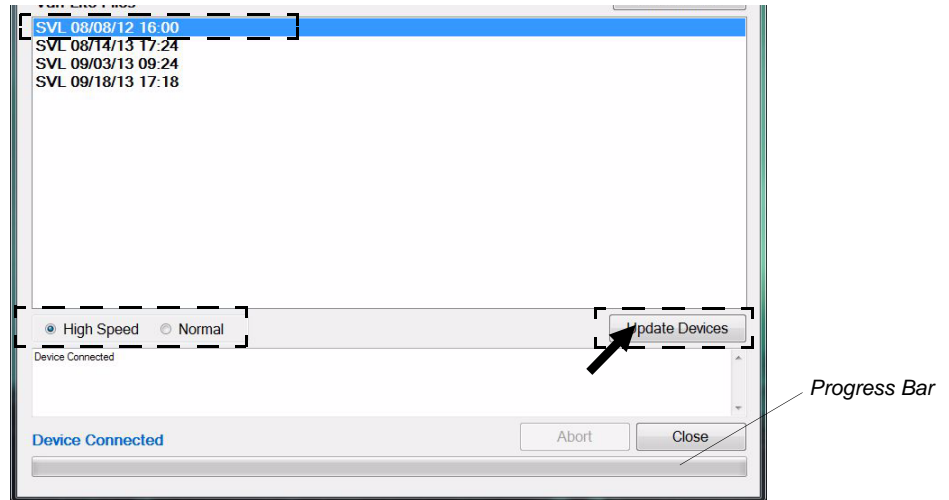 SVL 08/08/12 16:00
SVL 08/14/13 17:24
SVL 09/03/13 09:24
SVL 09/18/13 17:18
High Speed Normal Update Devices
Device Connected
Progress Bar
Device Connected Abort Close